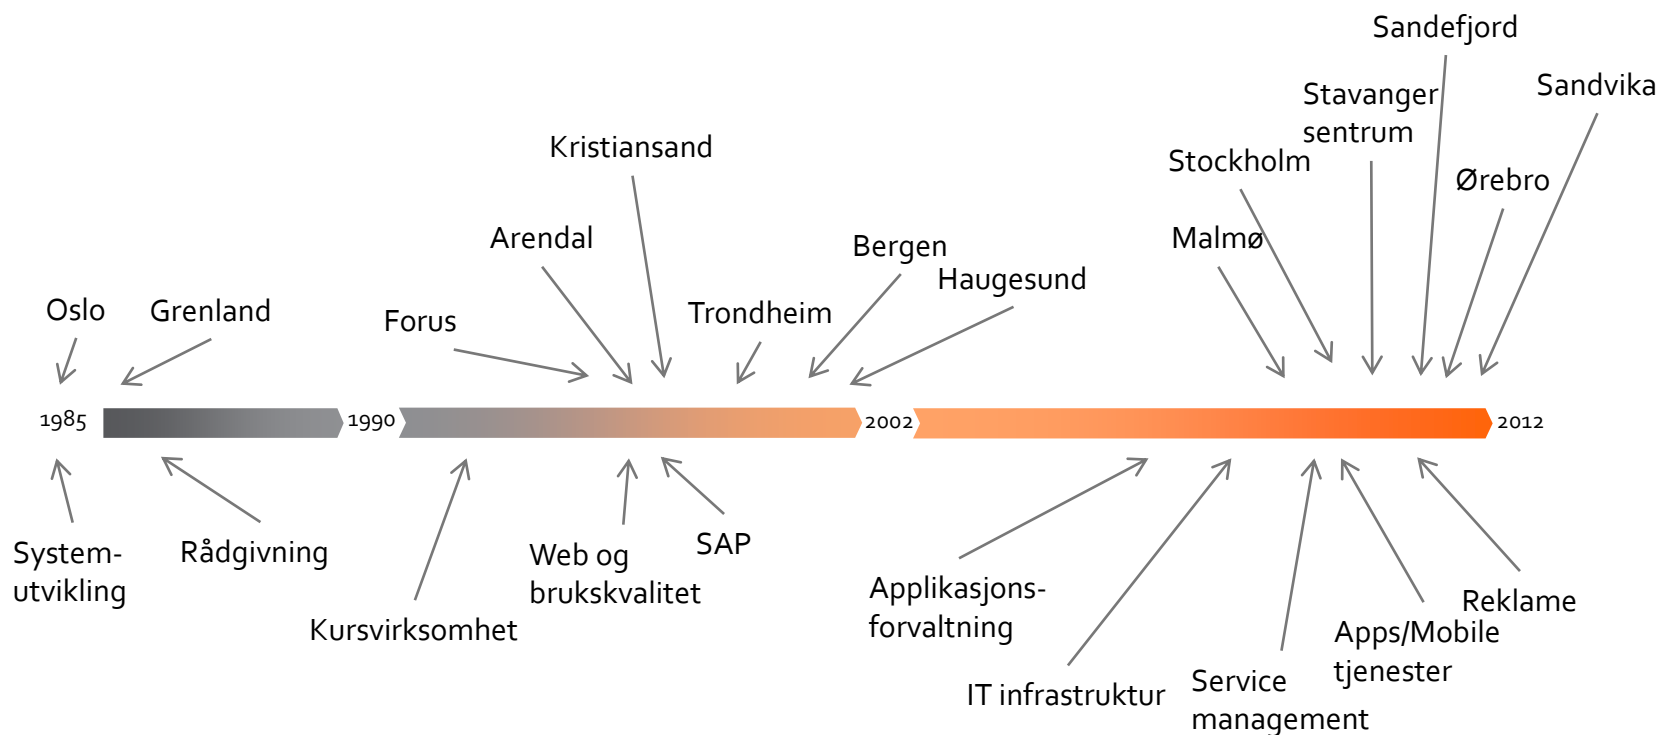 Sandefjord
Sandvika
Stavanger
sentrum
Kristiansand
Stockholm
Ørebro
Arendal
Malmø
Bergen
Haugesund
Oslo
Grenland
Forus
Trondheim
1985
1990
2002
2012
System-
utvikling
Rådgivning
Kursvirksomhet
Web og
brukskvalitet
SAP
Applikasjons-
forvaltning
IT infrastruktur
Service
management
Apps/Mobile
tjenester
Reklame